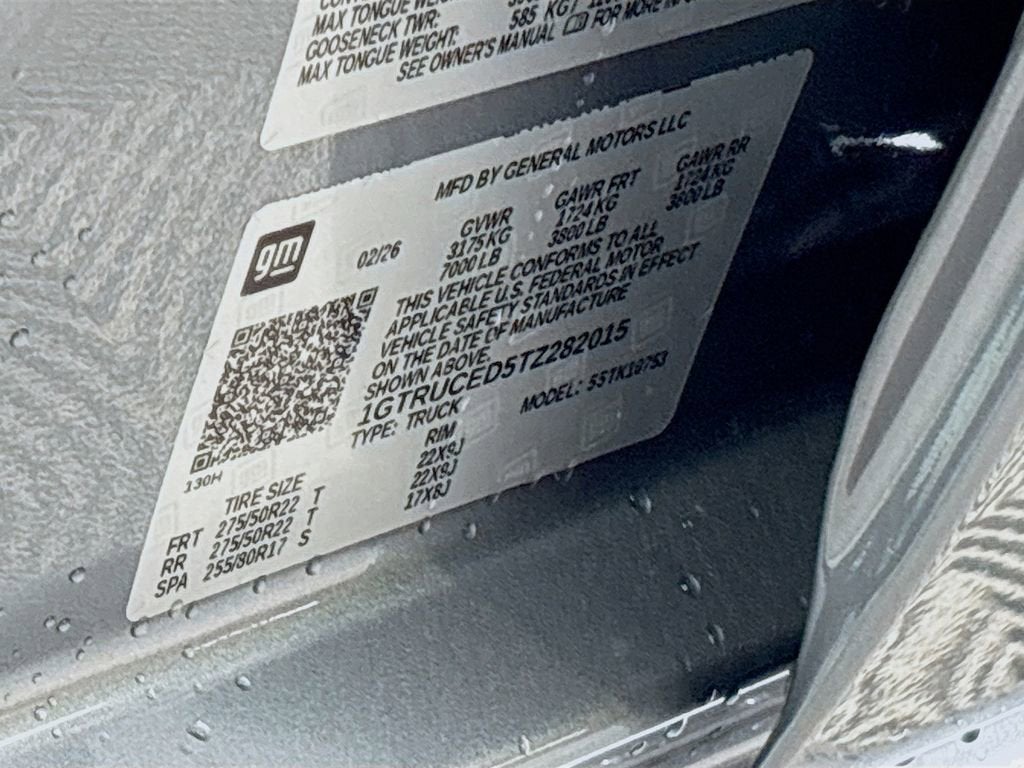 MAX TONGUE WEIGHT:
GOOSENECK TWR: 585 KG/
MAX TONGUE WEIGHT:
SEE OWNER'S MANUAL FOR MORE
MFD BY GENERAL MOTORS LLC
gm
02/26
GVWR GAWR FRT GAWR RR
3175 KG 1724 KG 1724 KG
7000 LB 3800 LB 3800 LB
THIS VEHICLE CONFORMS TO ALL
APPLICABLE U.S. FEDERAL MOTOR
VEHICLE SAFETY STANDARDS IN EFFECT
ON THE DATE OF MANUFACTURE
SHOWN ABOVE.
1GTRUCED5TZ282015
TYPE: TRUCK MODEL: SSTK10753
130H
TIRE SIZE RIM
FRT 275/50R22 T 22X9J
RR 275/50R22 T 22X9J
SPA 255/80R17 S 17X8J